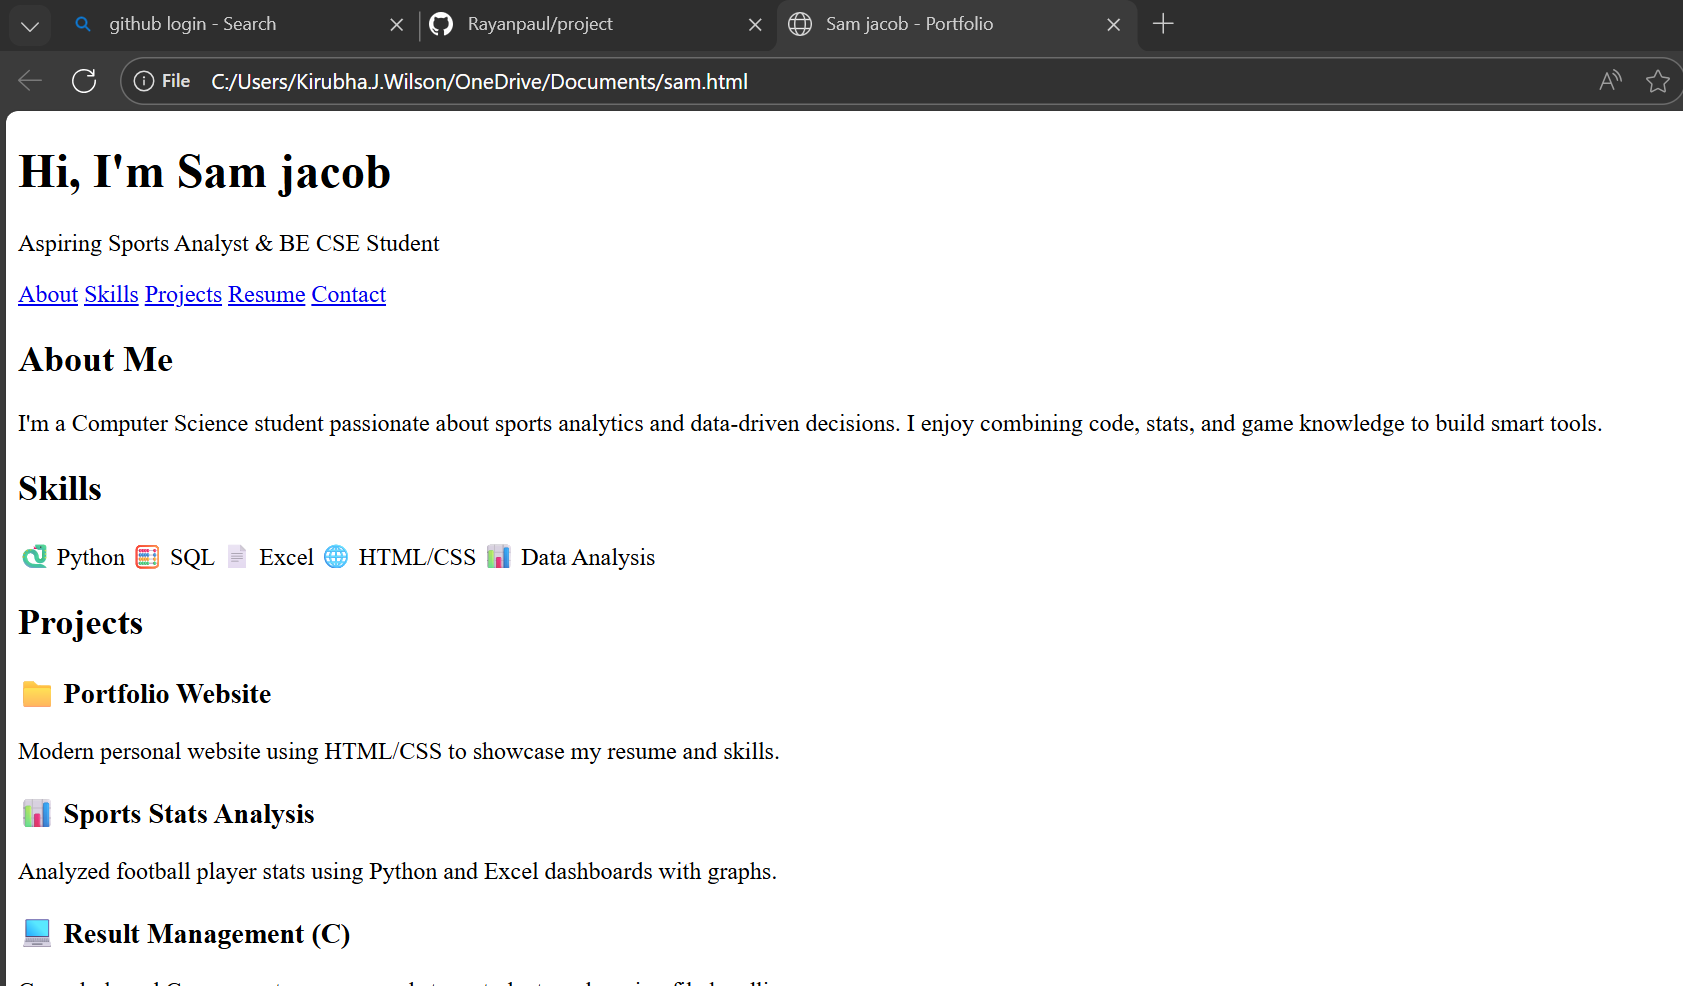 github login - Search
Rayanpaul/project
Sam jacob - Portfolio
File C:/Users/Kirubha.J.Wilson/OneDrive/Documents/sam.html
Hi, I'm Sam jacob
Aspiring Sports Analyst & BE CSE Student
About Skills Projects Resume Contact
About Me
I'm a Computer Science student passionate about sports analytics and data-driven decisions. I enjoy combining code, stats, and game knowledge to build smart tools.
Skills
Python SQL Excel HTML/CSS Data Analysis
Projects
Portfolio Website
Modern personal website using HTML/CSS to showcase my resume and skills.
Sports Stats Analysis
Analyzed football player stats using Python and Excel dashboards with graphs.
Result Management (C)